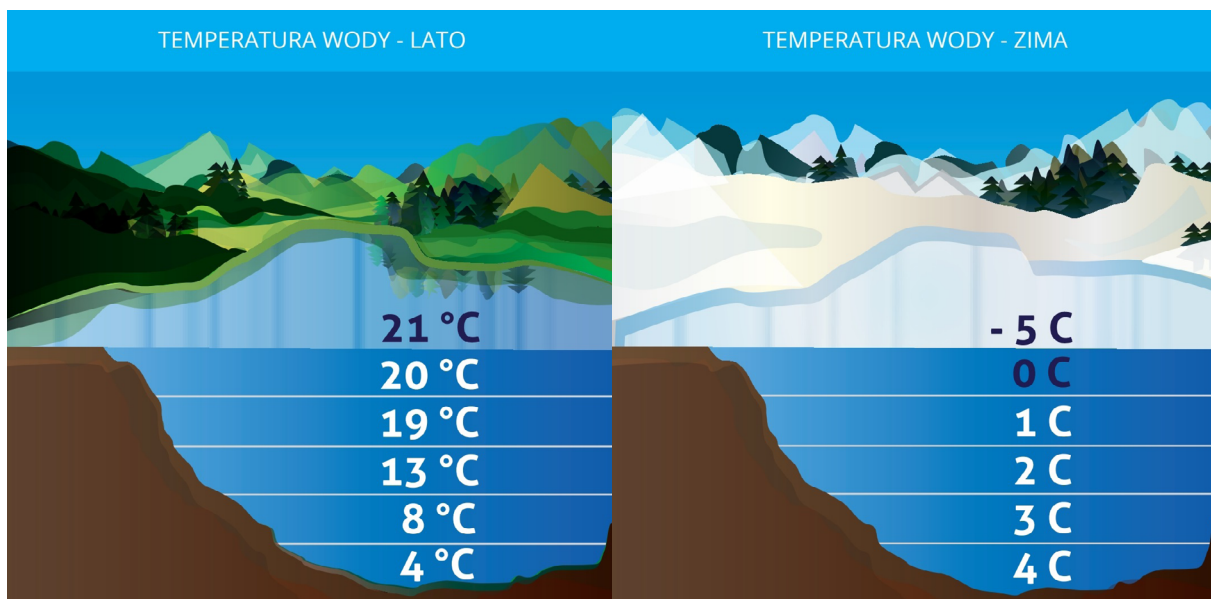 TEMPERATURA WODY - LATO
21 °C
20 °C
19 °C
13 °C
8 °C
4 °C
TEMPERATURA WODY - ZIMA
- 5 C
0 C
1 C
2 C
3 C
4 C